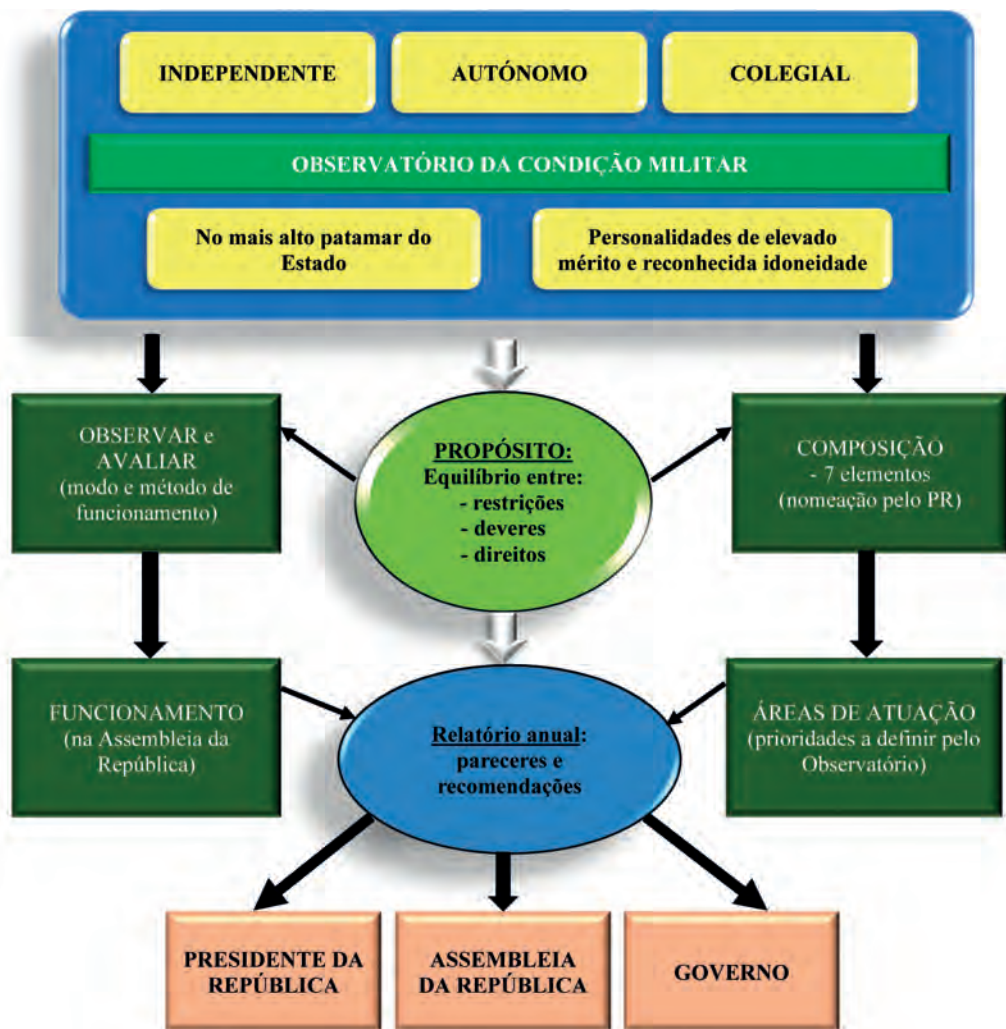 INDEPENDENTE
AUTÓNOMO
COLEGIAL
OBSERVATÓRIO DA CONDIÇÃO MILITAR
No mais alto patamar do
Estado
Personalidades de elevado
mérito e reconhecida idoneidade
OBSERVAR e
AVALIAR
(modo e método de
funcionamento)
PROPÓSITO:
Equilíbrio entre:
- restrições
- deveres
- direitos
COMPOSIÇÃO
- 7 elementos
(nomeação pelo PR)
FUNCIONAMENTO
(na Assembleia da
República)
Relatório anual:
pareceres e
recomendações
ÁREAS DE ATUAÇÃO
(prioridades a definir pelo
Observatório)
PRESIDENTE DA
REPÚBLICA
ASSEMBLEIA
DA REPÚBLICA
GOVERNO